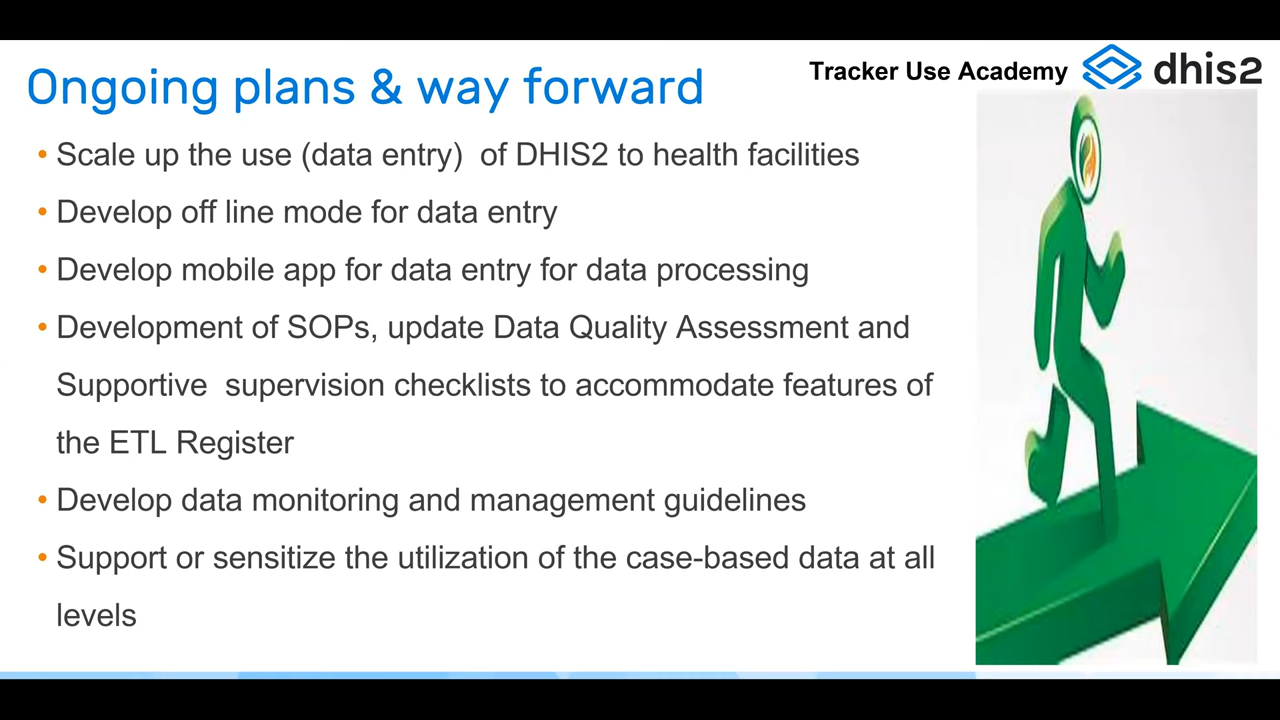 Tracker Use Academy
dhis2
Ongoing plans & way forward
• Scale up the use (data entry)  of DHIS2 to health facilities
• Develop off line mode for data entry
• Develop mobile app for data entry for data processing
• Development of SOPs, update Data Quality Assessment and
Supportive  supervision checklists to accommodate features of
the ETL Register
• Develop data monitoring and management guidelines
• Support or sensitize the utilization of the case-based data at all
levels